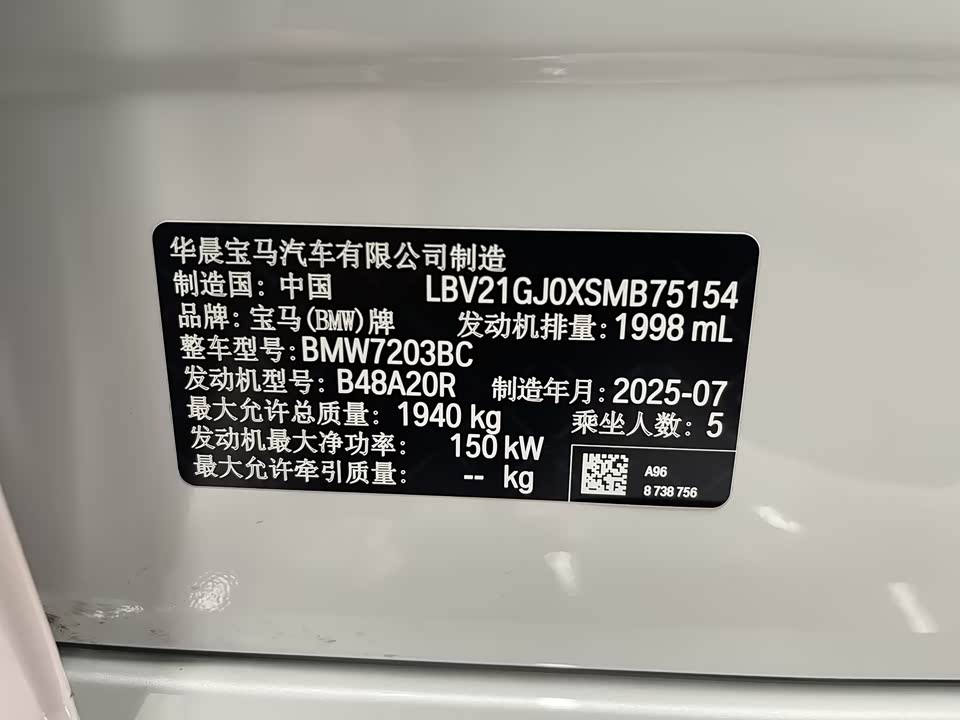 华晨宝马汽车有限公司制造
制造国: 中国 LBV21GJ0XSMB75154
品牌: 宝马(BMW)牌 发动机排量: 1998 mL
整车型号: BMW7203BC
发动机型号: B48A20R 制造年月: 2025-07
最大允许总质量: 1940 kg 乘坐人数: 5
发动机最大净功率: 150 kW
最大允许牵引质量: -- kg
A96
8 738 756